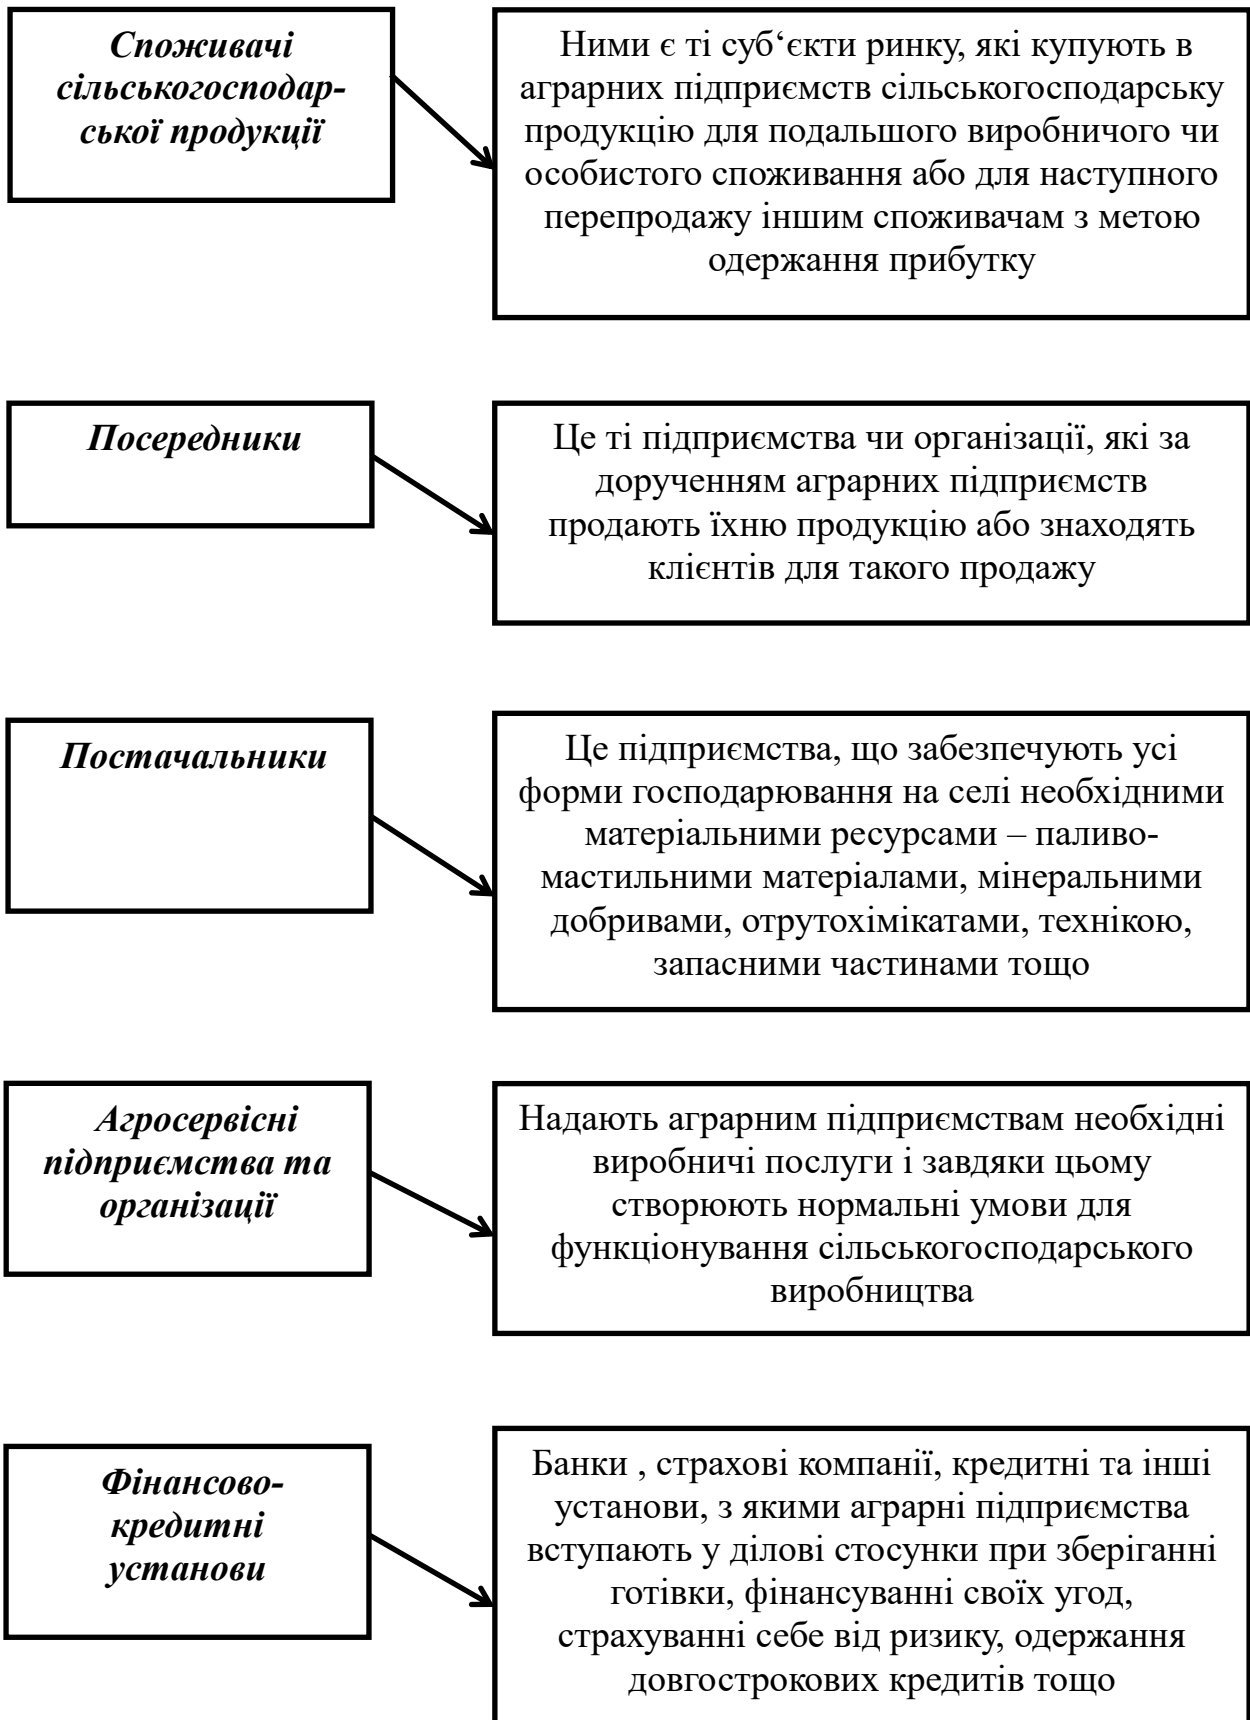 Споживачі
сільськогосподар-
ської продукції
Ними є ті суб‘єкти ринку, які купують в
аграрних підприємств сільськогосподарську
продукцію для подальшого виробничого чи
особистого споживання або для наступного
перепродажу іншим споживачам з метою
одержання прибутку
Посередники
Це ті підприємства чи організації, які за
дорученням аграрних підприємств
продають їхню продукцію або знаходять
клієнтів для такого продажу
Постачальники
Це підприємства, що забезпечують усі
форми господарювання на селі необхідними
матеріальними ресурсами – паливо-
мастильними матеріалами, мінеральними
добривами, отрутохімікатами, технікою,
запасними частинами тощо
Агросервісні
підприємства та
організації
Надають аграрним підприємствам необхідні
виробничі послуги і завдяки цьому
створюють нормальні умови для
функціонування сільськогосподарського
виробництва
Фінансово-
кредитні
установи
Банки , страхові компанії, кредитні та інші
установи, з якими аграрні підприємства
вступають у ділові стосунки при зберіганні
готівки, фінансуванні своїх угод,
страхуванні себе від ризику, одержання
довгострокових кредитів тощо